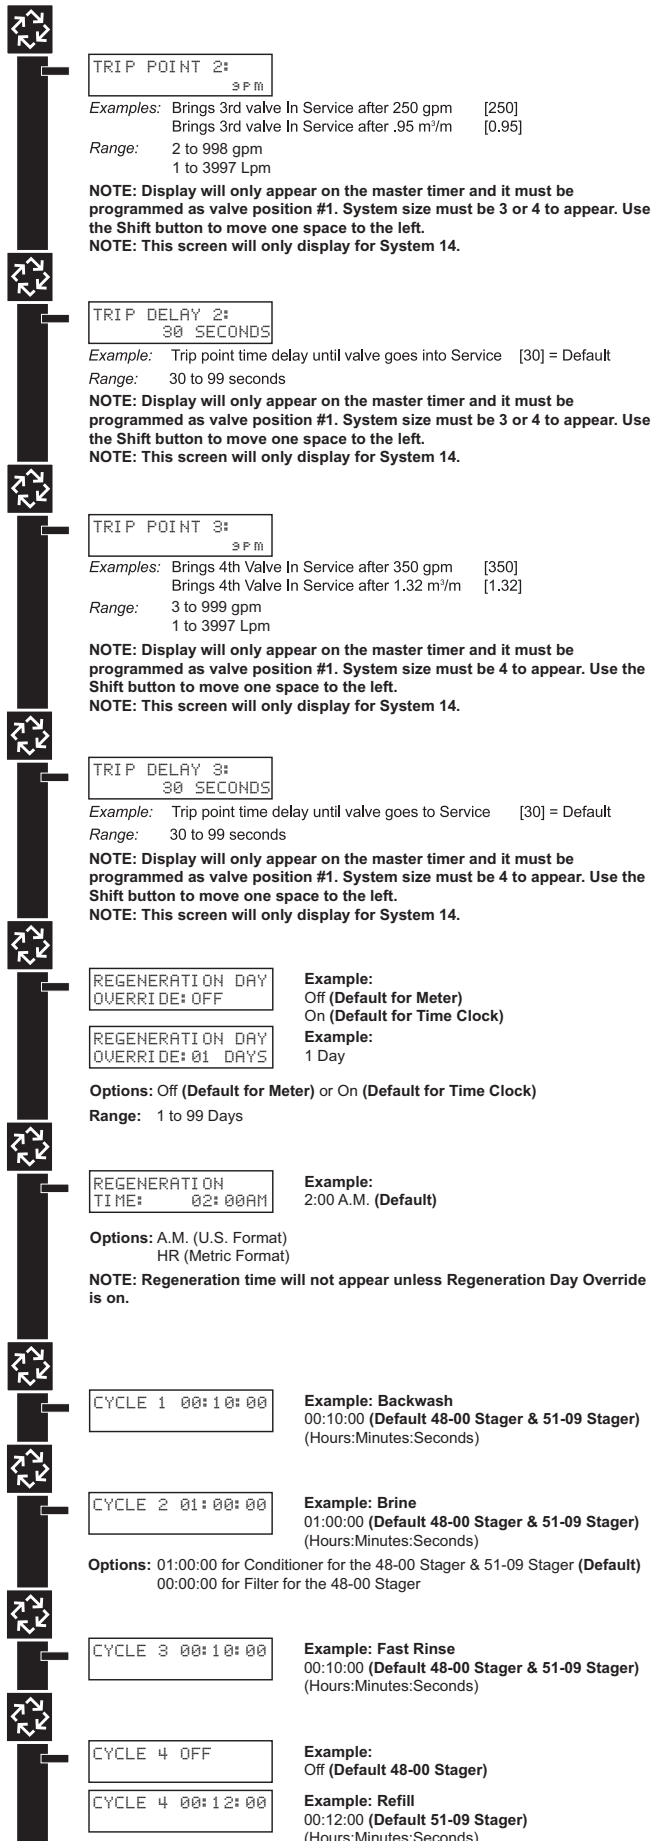 TRIP POINT 2:
gpm
Examples: Brings 3rd valve In Service after 250 gpm [250]
Brings 3rd valve In Service after .95 m³/m [0.95]
Range: 2 to 998 gpm
1 to 3997 Lpm
NOTE: Display will only appear on the master timer and it must be
programmed as valve position #1. System size must be 3 or 4 to appear. Use
the Shift button to move one space to the left.
NOTE: This screen will only display for System 14.
TRIP DELAY 2:
30 SECONDS
Example: Trip point time delay until valve goes into Service [30] = Default
Range: 30 to 99 seconds
NOTE: Display will only appear on the master timer and it must be
programmed as valve position #1. System size must be 3 or 4 to appear. Use
the Shift button to move one space to the left.
NOTE: This screen will only display for System 14.
TRIP POINT 3:
gpm
Examples: Brings 4th Valve In Service after 350 gpm [350]
Brings 4th Valve In Service after 1.32 m³/m [1.32]
Range: 3 to 999 gpm
1 to 3997 Lpm
NOTE: Display will only appear on the master timer and it must be
programmed as valve position #1. System size must be 4 to appear. Use the
Shift button to move one space to the left.
NOTE: This screen will only display for System 14.
TRIP DELAY 3:
30 SECONDS
Example: Trip point time delay until valve goes to Service [30] = Default
Range: 30 to 99 seconds
NOTE: Display will only appear on the master timer and it must be
programmed as valve position #1. System size must be 4 to appear. Use the
Shift button to move one space to the left.
NOTE: This screen will only display for System 14.
REGENERATION DAY
OVERRIDE:OFF
Example:
Off (Default for Meter)
On (Default for Time Clock)
REGENERATION DAY
OVERRIDE:01 DAYS
Example:
1 Day
Options: Off (Default for Meter) or On (Default for Time Clock)
Range: 1 to 99 Days
REGENERATION
TIME: 02:00AM
Example:
2:00 A.M. (Default)
Options: A.M. (U.S. Format)
HR (Metric Format)
NOTE: Regeneration time will not appear unless Regeneration Day Override
is on.
CYCLE 1 00:10:00
Example: Backwash
00:10:00 (Default 48-00 Stager & 51-09 Stager)
(Hours:Minutes:Seconds)
CYCLE 2 01:00:00
Example: Brine
01:00:00 (Default 48-00 Stager & 51-09 Stager)
(Hours:Minutes:Seconds)
Options: 01:00:00 for Conditioner for the 48-00 Stager & 51-09 Stager (Default)
00:00:00 for Filter for the 48-00 Stager
CYCLE 3 00:10:00
Example: Fast Rinse
00:10:00 (Default 48-00 Stager & 51-09 Stager)
(Hours:Minutes:Seconds)
CYCLE 4 OFF
Example:
Off (Default 48-00 Stager)
CYCLE 4 00:12:00
Example: Refill
00:12:00 (Default 51-09 Stager)
(Hours:Minutes:Seconds)